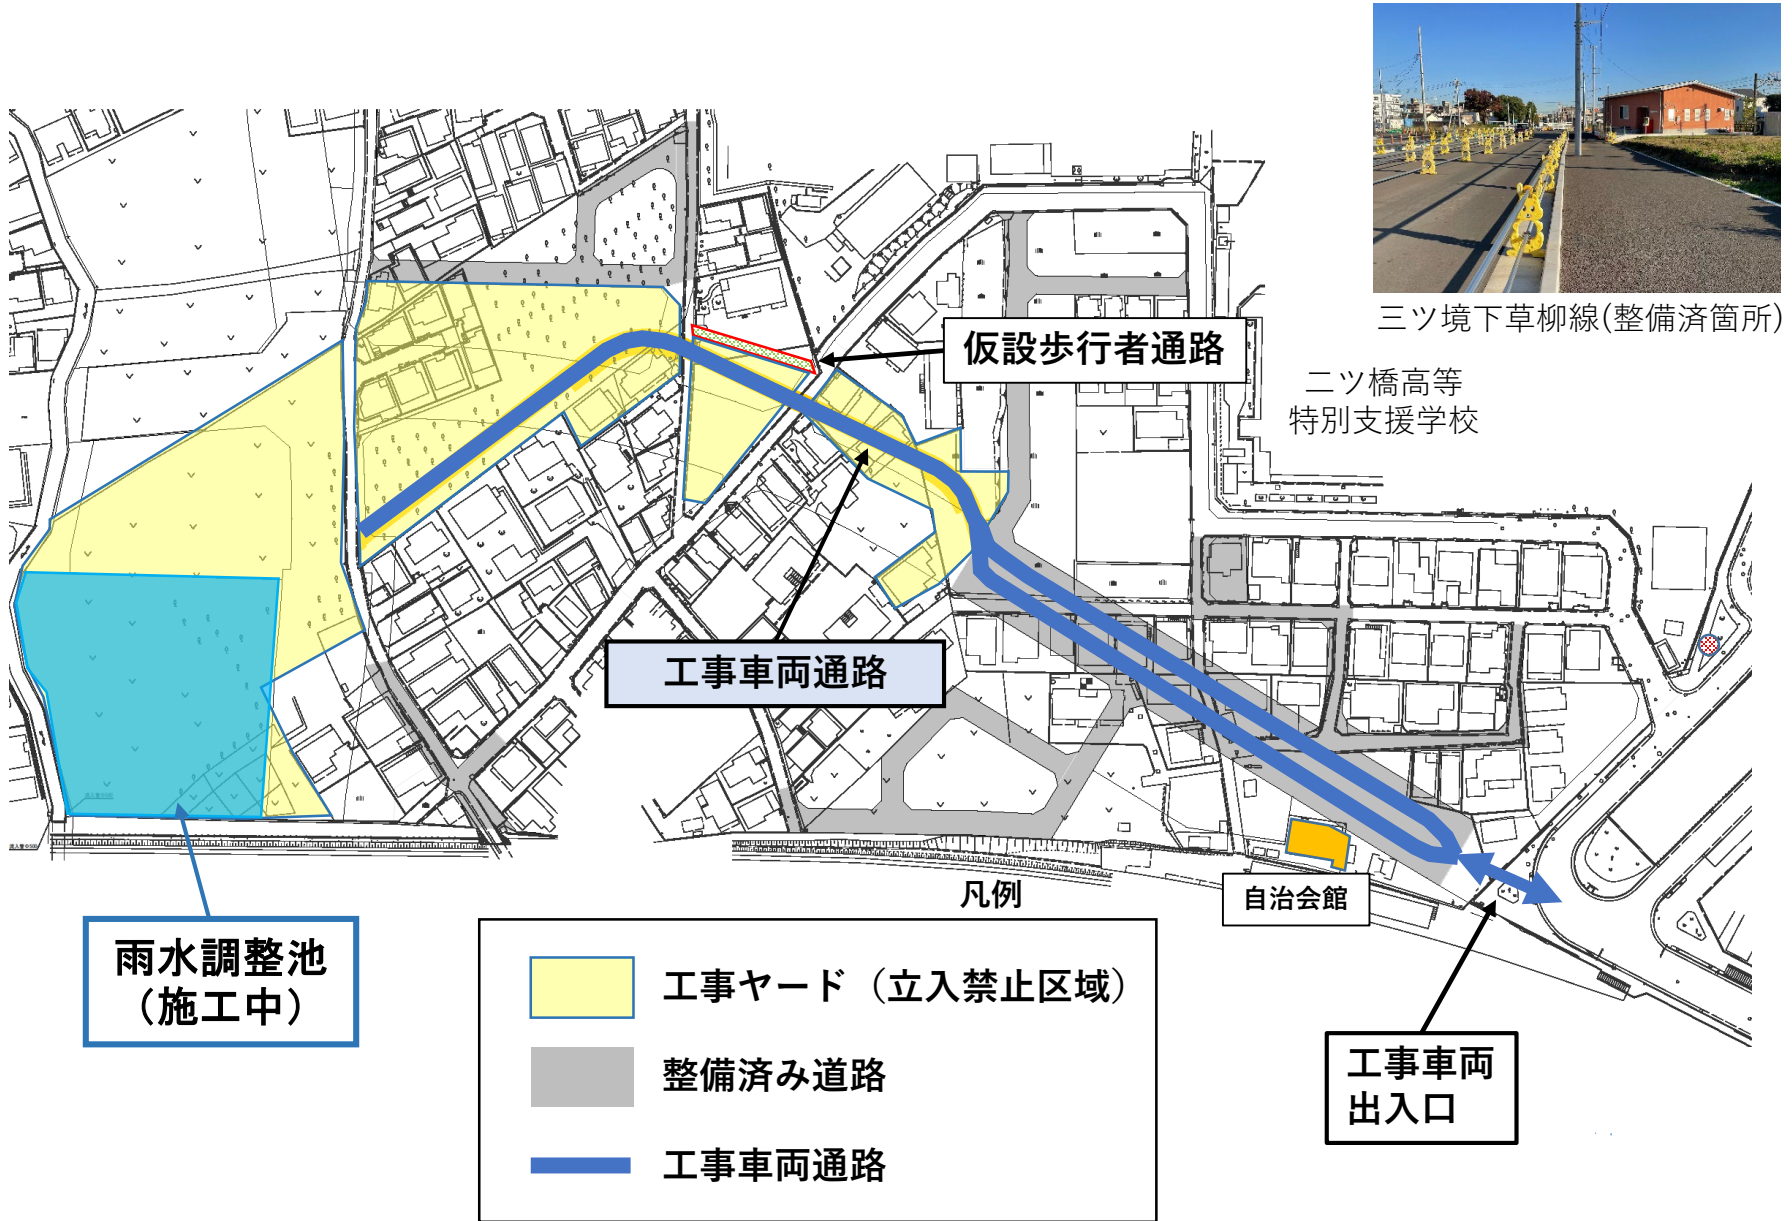 三ツ境下草柳線(整備済箇所)
仮設歩行者通路
二ツ橋高等
特別支援学校
工事車両通路
自治会館
凡例
雨水調整池
（施工中）
工事ヤード（立入禁止区域）
整備済み道路
工事車両通路
工事車両
出入口